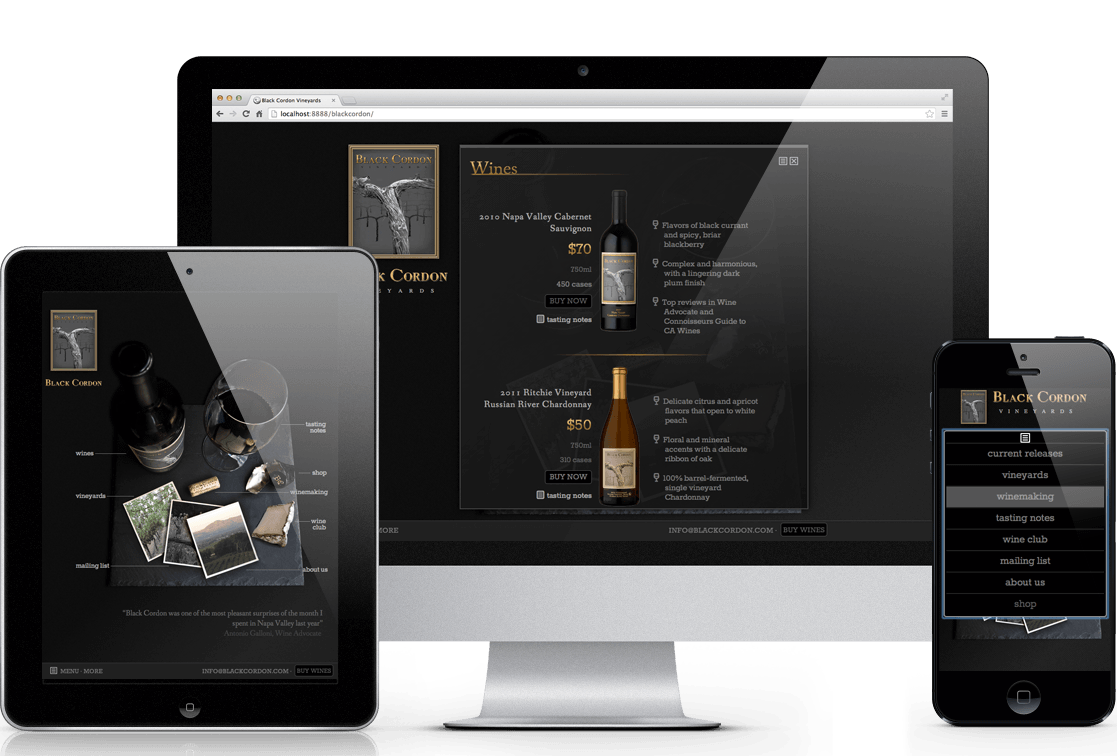 Black Cordon Vineyards
localhost:8888/blackcordon/
BLACK CORDON
VINEYARDS
K CORDON
YARDS
Wines
2010 Napa Valley Cabernet
Sauvignon
$70
750ml
450 cases
BUY NOW
tasting notes
Flavors of black currant
and spicy, briar
blackberry
Complex and harmonious,
with a lingering dark
plum finish
Top reviews in Wine
Advocate and
Connoisseurs Guide to
CA Wines
BLACK CORDON
2011 Ritchie Vineyard
Russian River Chardonnay
$50
750ml
310 cases
BUY NOW
tasting notes
Delicate citrus and apricot
flavors that open to white
peach
Floral and mineral
accents with a delicate
ribbon of oak
100% barrel-fermented,
single vineyard
Chardonnay
MORE
INFO@BLACKCORDON.COM ·
BUY WINES
BLACK CORDON
BLACK CORDON
wines
vineyards
mailing list
tasting
notes
shop
winemaking
wine
club
about us
"Black Cordon was one of the most pleasant surprises of the month I
spent in Napa Valley last year"
Antonio Galloni, Wine Advocate
MENU · MORE
INFO@BLACKCORDON.COM ·
BUY WINES
BLACK CORDON
VINEYARDS
current releases
vineyards
winemaking
tasting notes
wine club
mailing list
about us
shop